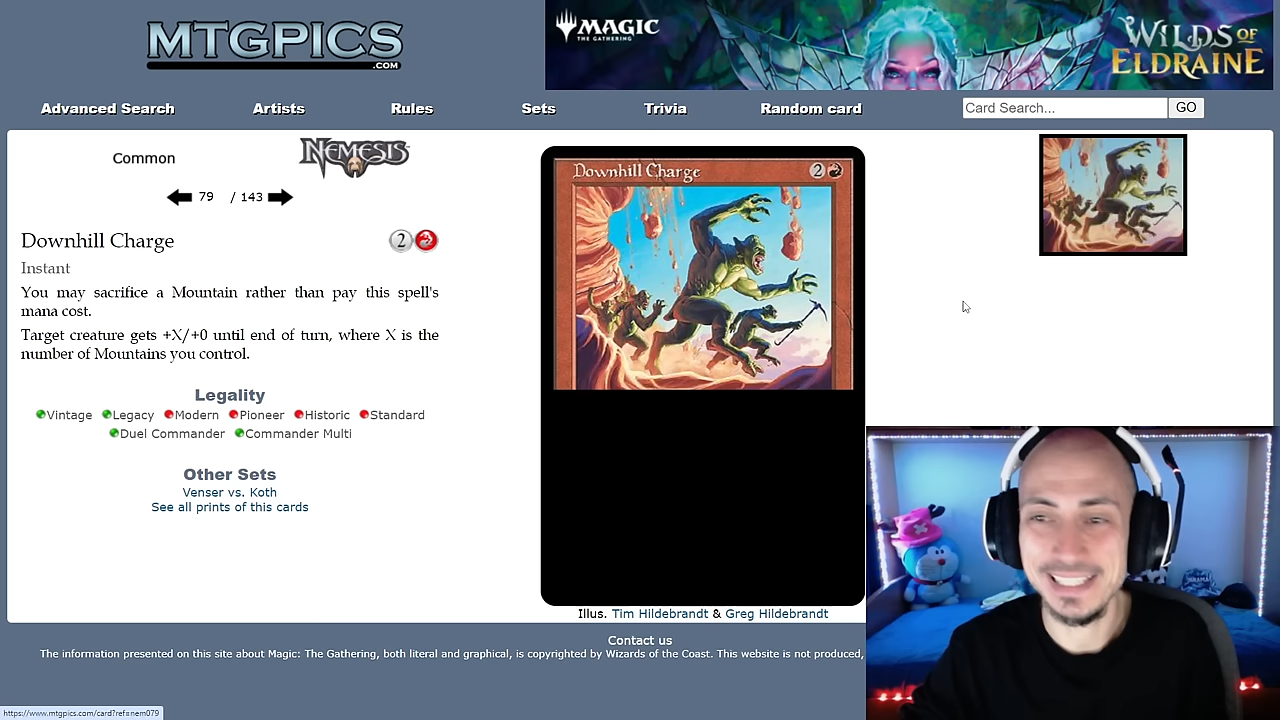 MTGPICS
.COM
MAGIC
THE GATHERING
WILDS OF
ELDRAINE
Advanced Search
Artists
Rules
Sets
Trivia
Random card
Card Search...
GO
Common
NEMESIS
79 / 143
Downhill Charge
2
Instant
You may sacrifice a Mountain rather than pay this spell's
mana cost.
Target creature gets +X/+0 until end of turn, where X is the
number of Mountains you control.
Legality
Vintage Legacy Modern Pioneer Historic Standard
Duel Commander Commander Multi
Other Sets
Venser vs. Koth
See all prints of this cards
Downhill Charge
2
Illus. Tim Hildebrandt & Greg Hildebrandt
Contact us
The information presented on this site about Magic: The Gathering, both literal and graphical, is copyrighted by Wizards of the Coast. This website is not produced,
https://www.mtgpics.com/card?ref=nem079